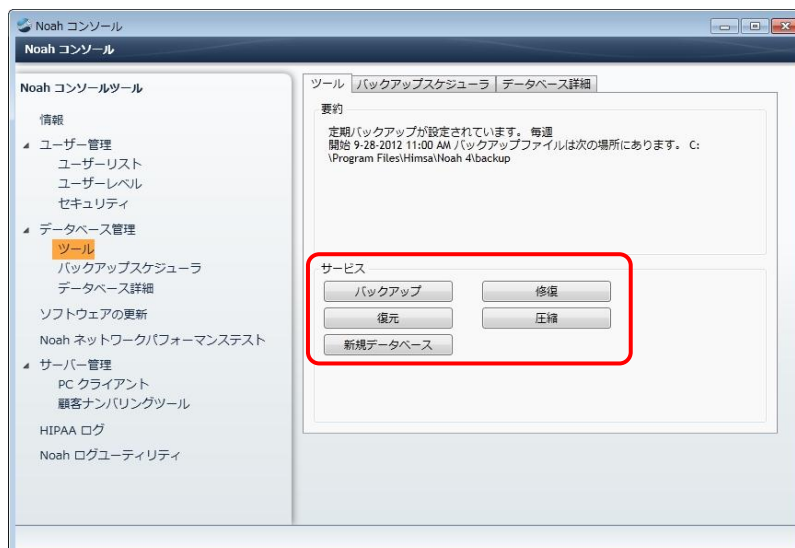 Noah コンソール
Noah コンソール
Noah コンソールツール
情報
ユーザー管理
ユーザーリスト
ユーザーレベル
セキュリティ
データベース管理
ツール
バックアップスケジューラ
データベース詳細
ソフトウェアの更新
Noah ネットワークパフォーマンステスト
サーバー管理
PC クライアント
顧客ナンバリングツール
HIPAA ログ
Noah ログユーティリティ
ツール バックアップスケジューラ データベース詳細
要約
定期バックアップが設定されています。 毎週
開始 9-28-2012 11:00 AM バックアップファイルは次の場所にあります。 C:
\Program Files\Himsa\Noah 4\backup
サービス
バックアップ 修復
復元 圧縮
新規データベース